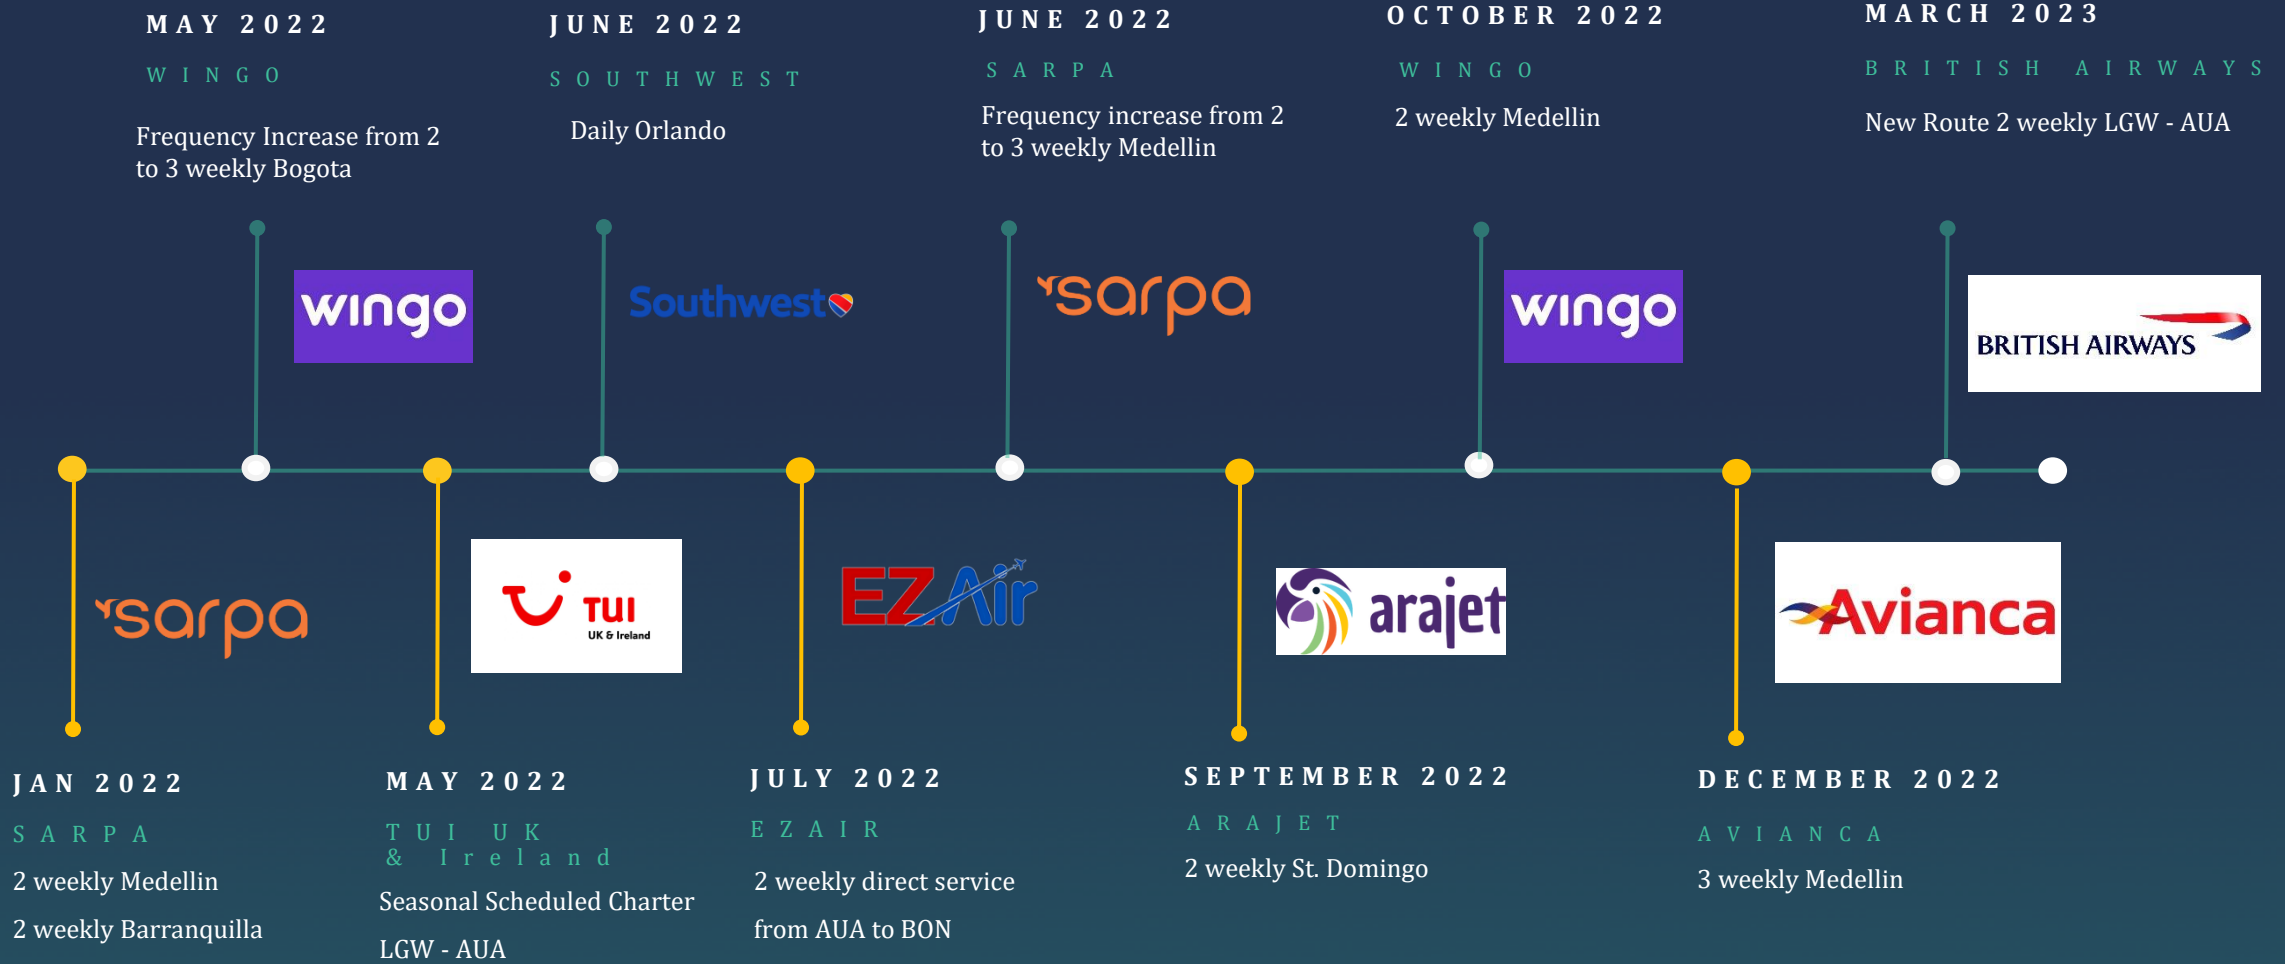 MAY 2022
WINGO
Frequency Increase from 2
to 3 weekly Bogota
JUNE 2022
SOUTHWEST
Daily Orlando
JUNE 2022
SARPA
Frequency increase from 2
to 3 weekly Medellin
OCTOBER 2022
WINGO
2 weekly Medellin
MARCH 2023
BRITISH AIRWAYS
New Route 2 weekly LGW - AUA
wingo
Southwest
sarpa
wingo
BRITISH AIRWAYS
sarpa
TUI
UK & Ireland
EZAir
arajet
Avianca
JAN 2022
SARPA
2 weekly Medellin
2 weekly Barranquilla
MAY 2022
TUI UK
& Ireland
Seasonal Scheduled Charter
LGW - AUA
JULY 2022
EZAIR
2 weekly direct service
from AUA to BON
SEPTEMBER 2022
ARAJET
2 weekly St. Domingo
DECEMBER 2022
AVIANCA
3 weekly Medellin